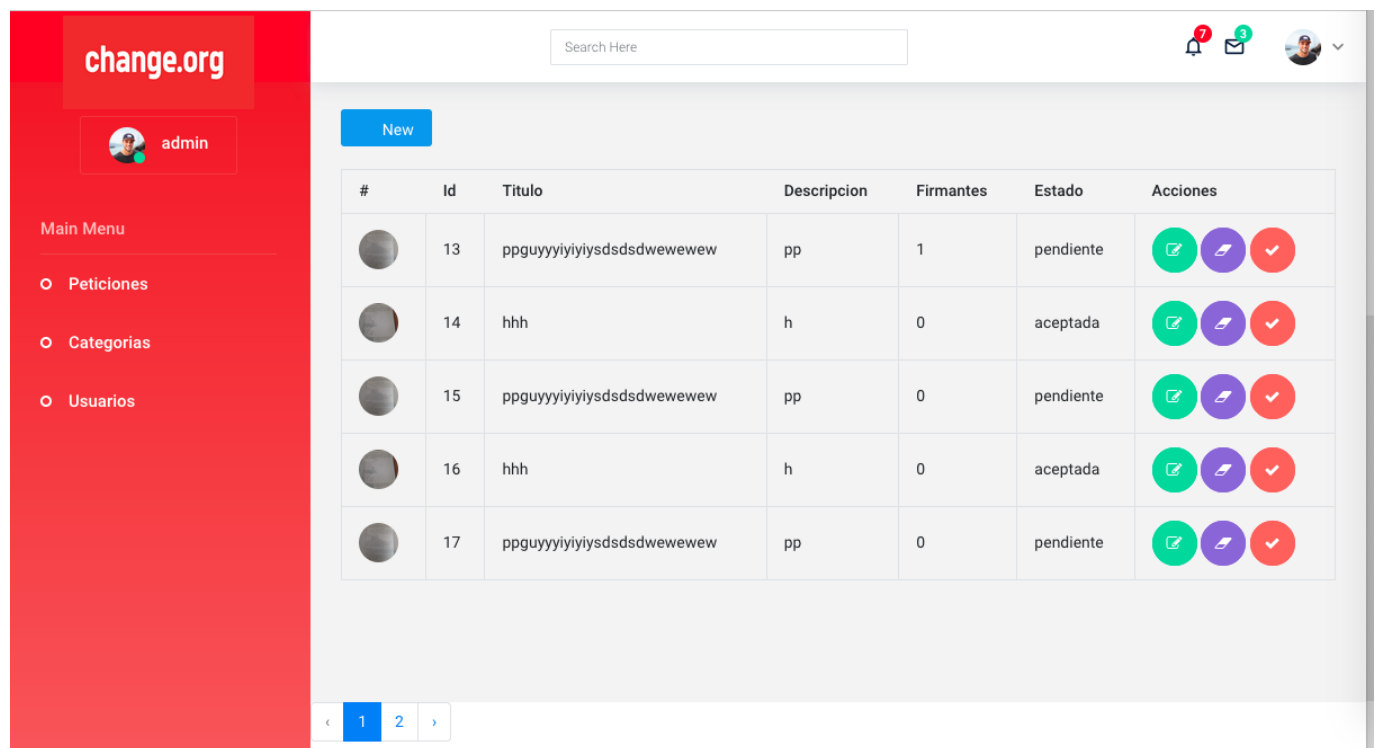 change.org
Search Here
7
3
admin
New
Main Menu
Peticiones
Categorias
Usuarios
# Id Titulo Descripcion Firmantes Estado Acciones
13 ppguyyyiyiyiysdsdsdwewewew pp 1 pendiente
14 hhh h 0 aceptada
15 ppguyyyiyiyiysdsdsdwewewew pp 0 pendiente
16 hhh h 0 aceptada
17 ppguyyyiyiyiysdsdsdwewewew pp 0 pendiente
‹ 1 2 ›